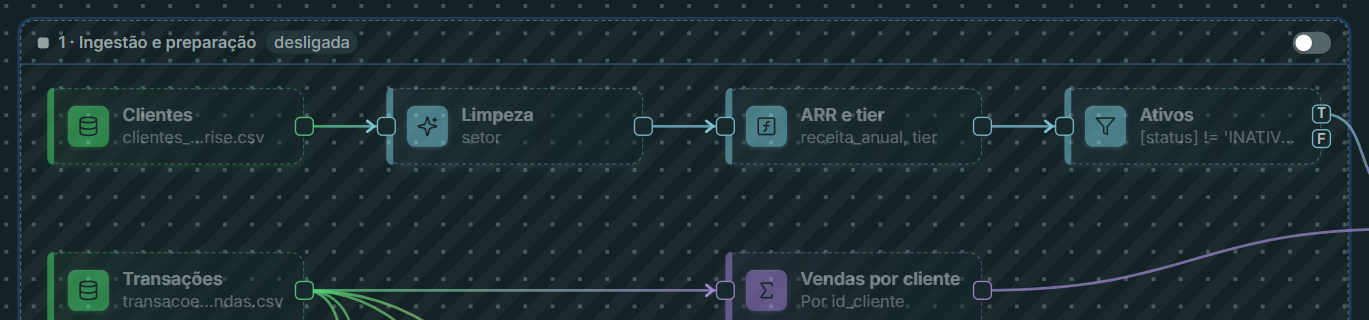 1 · Ingestão e preparação desligada
Clientes
clientes_...rise.csv
Limpeza
setor
ARR e tier
receita_anual, tier
Ativos
[status] != 'INATIV...
T
F
Transações
transacoe...ndas.csv
Vendas por cliente
Por id_cliente